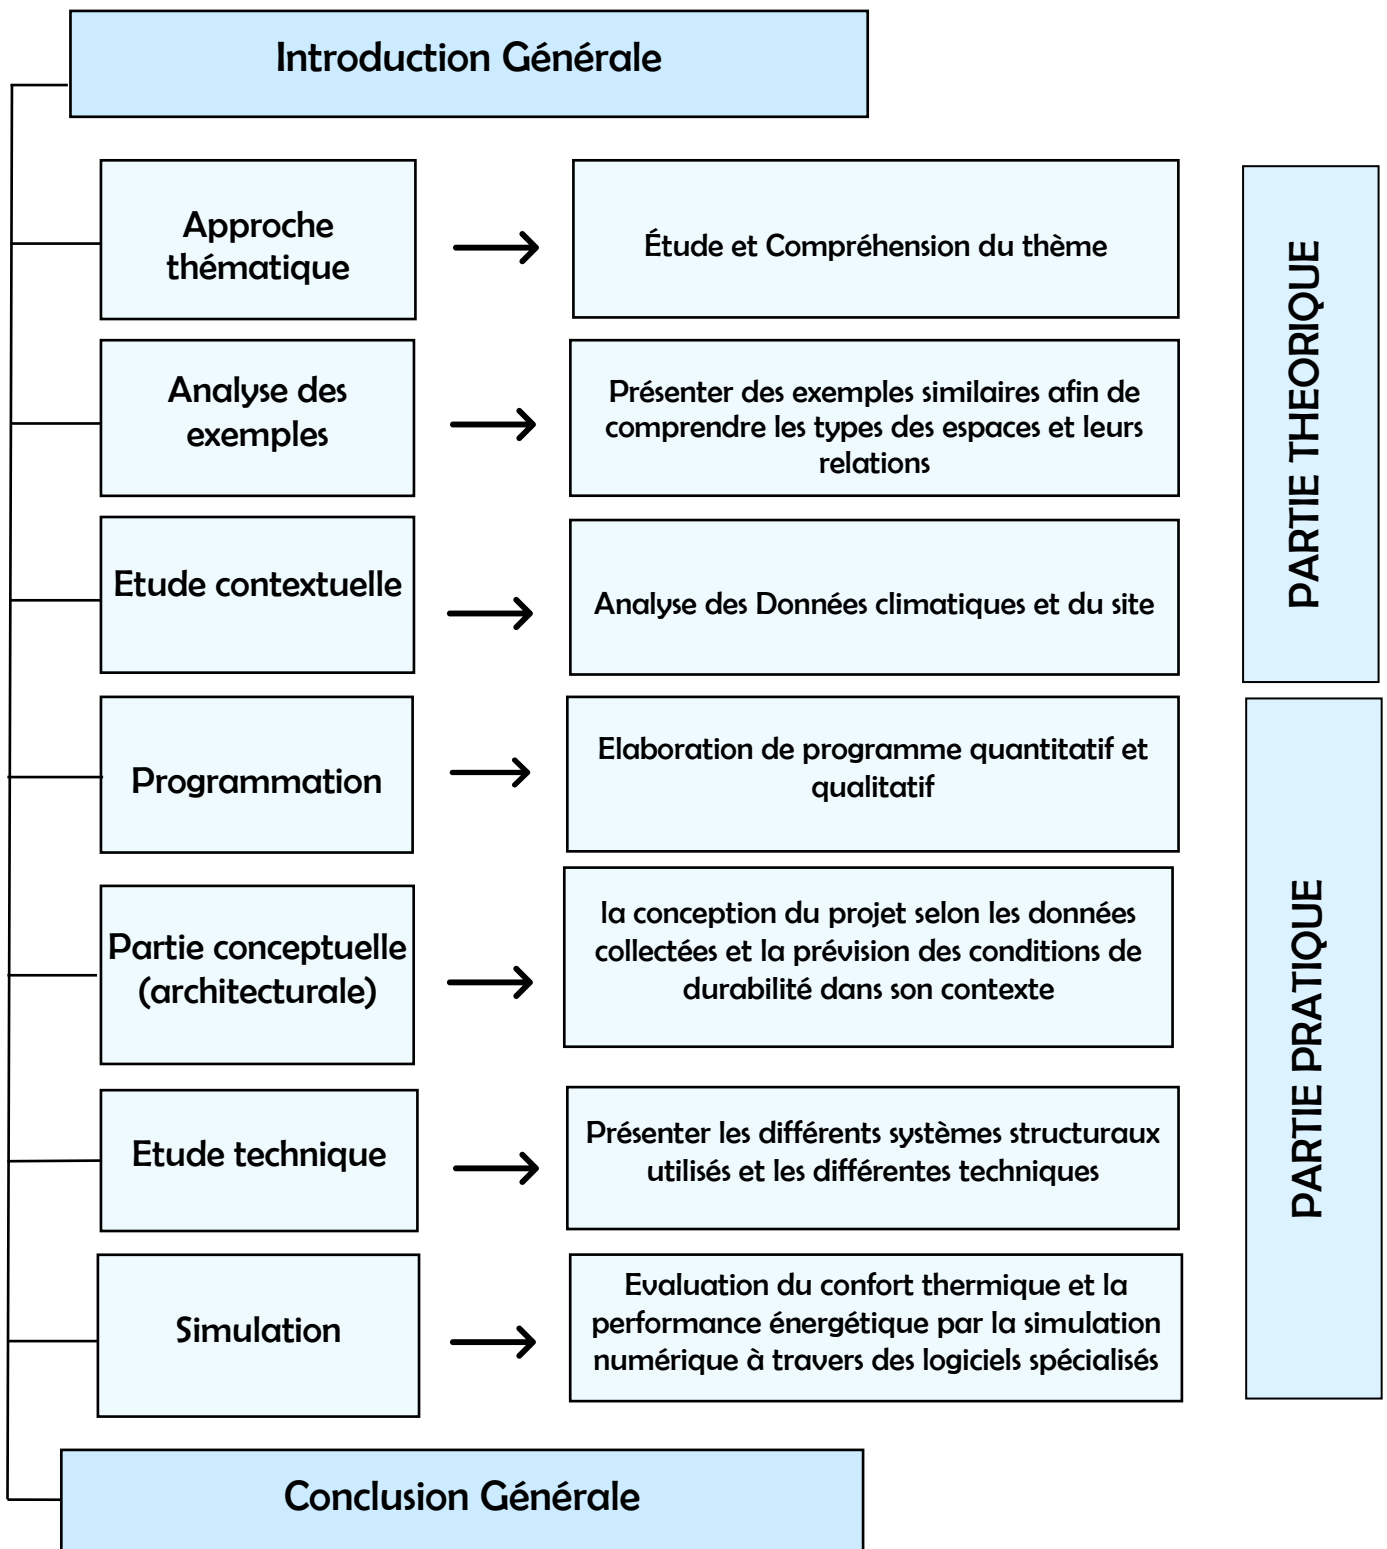 Introduction Générale
Approche
thématique
Étude et Compréhension du thème
Analyse des
exemples
Présenter des exemples similaires afin de
comprendre les types des espaces et leurs
relations
Etude contextuelle
Analyse des Données climatiques et du site
PARTIE THEORIQUE
Programmation
Elaboration de programme quantitatif et
qualitatif
Partie conceptuelle
(architecturale)
la conception du projet selon les données
collectées et la prévision des conditions de
durabilité dans son contexte
Etude technique
Présenter les différents systèmes structuraux
utilisés et les différentes techniques
Simulation
Evaluation du confort thermique et la
performance énergétique par la simulation
numérique à travers des logiciels spécialisés
PARTIE PRATIQUE
Conclusion Générale